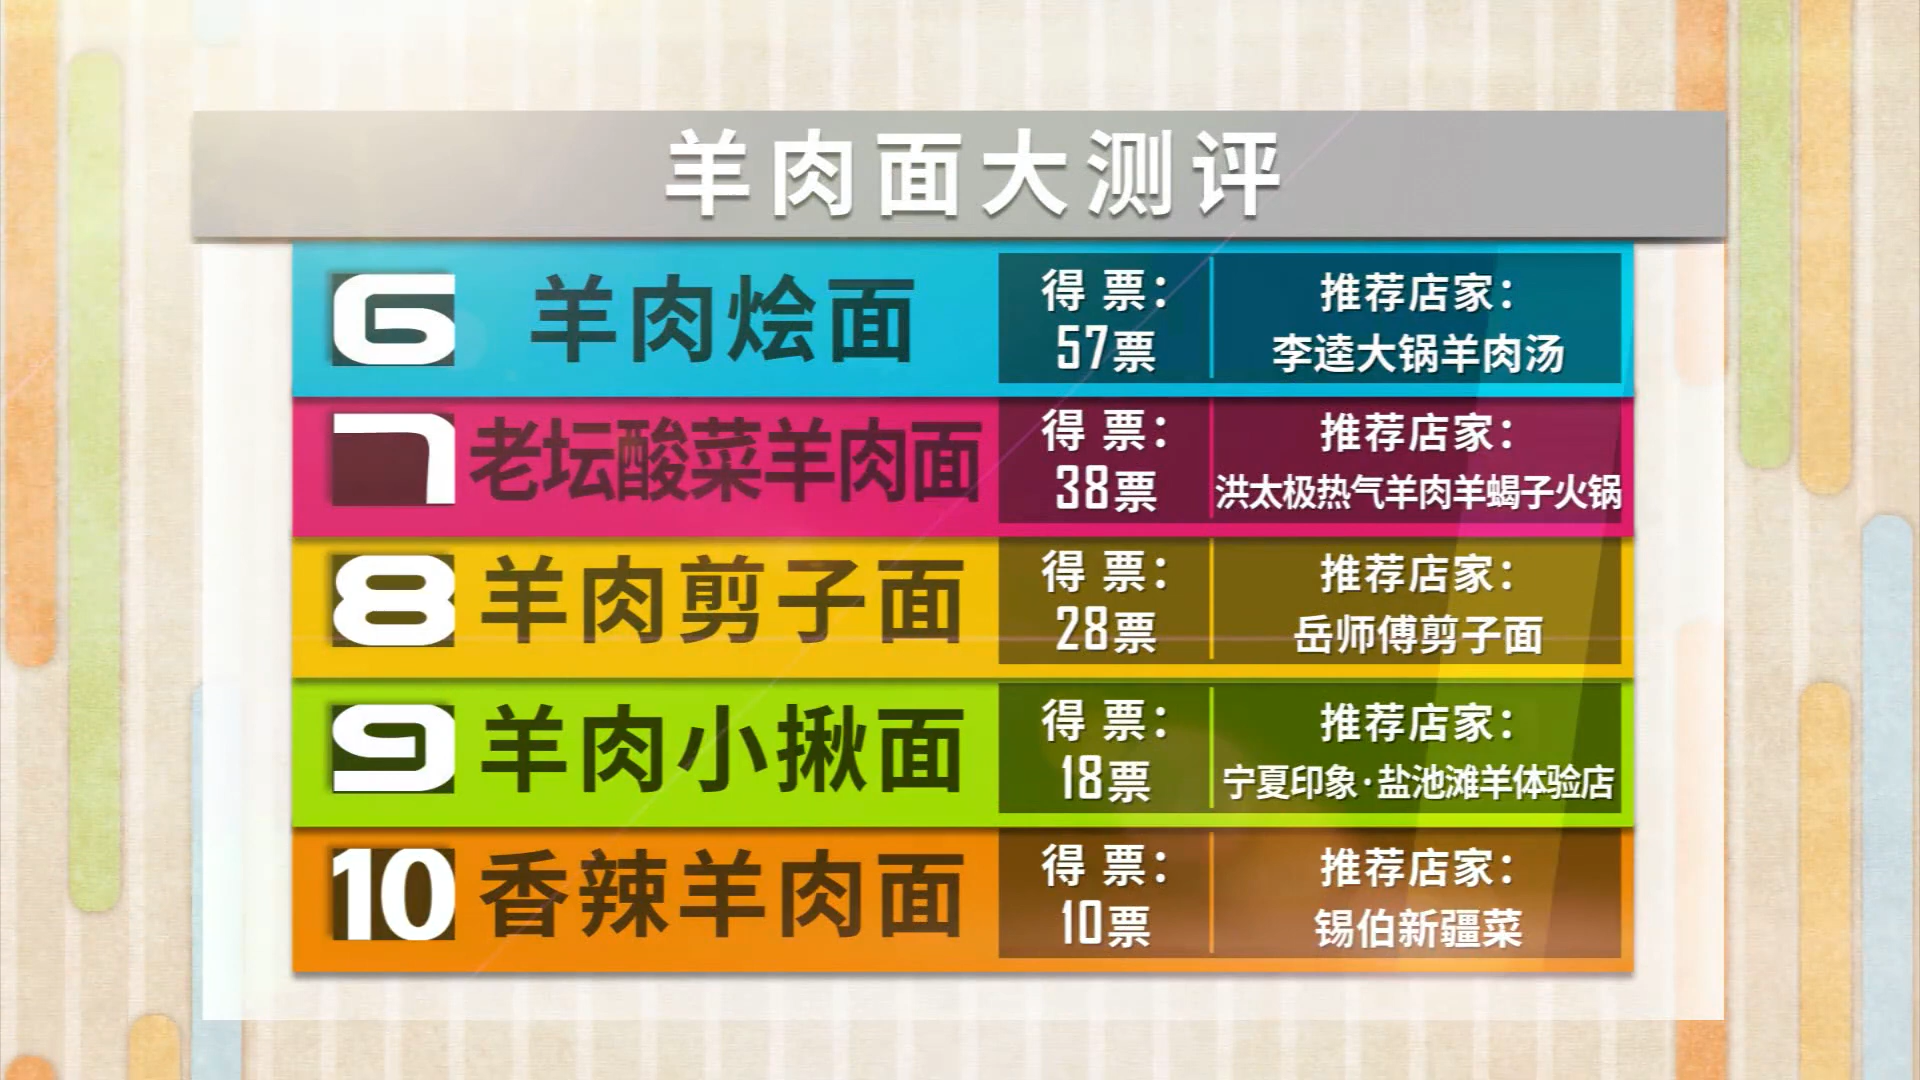 羊肉面大测评
6 羊肉烩面
得 票：
57票
推荐店家：
李逵大锅羊肉汤
7 老坛酸菜羊肉面
得 票：
38票
推荐店家：
洪太极热气羊肉羊蝎子火锅
8 羊肉剪子面
得 票：
28票
推荐店家：
岳师傅剪子面
9 羊肉小揪面
得 票：
18票
推荐店家：
宁夏印象·盐池滩羊体验店
10 香辣羊肉面
得 票：
10票
推荐店家：
锡伯新疆菜